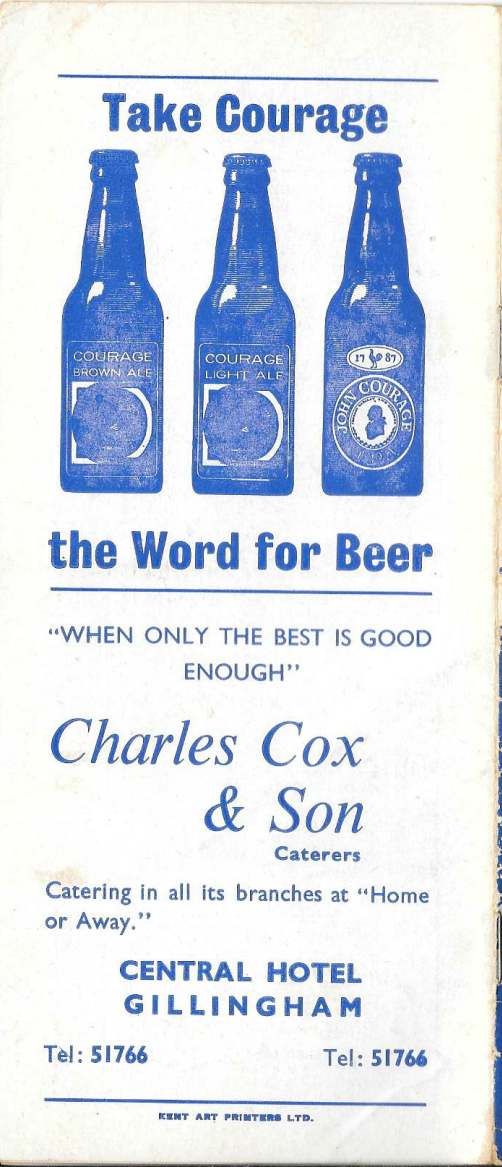 Take Courage
COURAGE
BROWN ALE
COURAGE
LIGHT ALE
17 87
JOHN COURAGE
the Word for Beer
“WHEN ONLY THE BEST IS GOOD
ENOUGH”
Charles Cox
& Son
Caterers
Catering in all its branches at “Home
or Away.”
CENTRAL HOTEL
GILLINGHAM
Tel: 51766 Tel: 51766
KENT ART PRINTERS LTD.